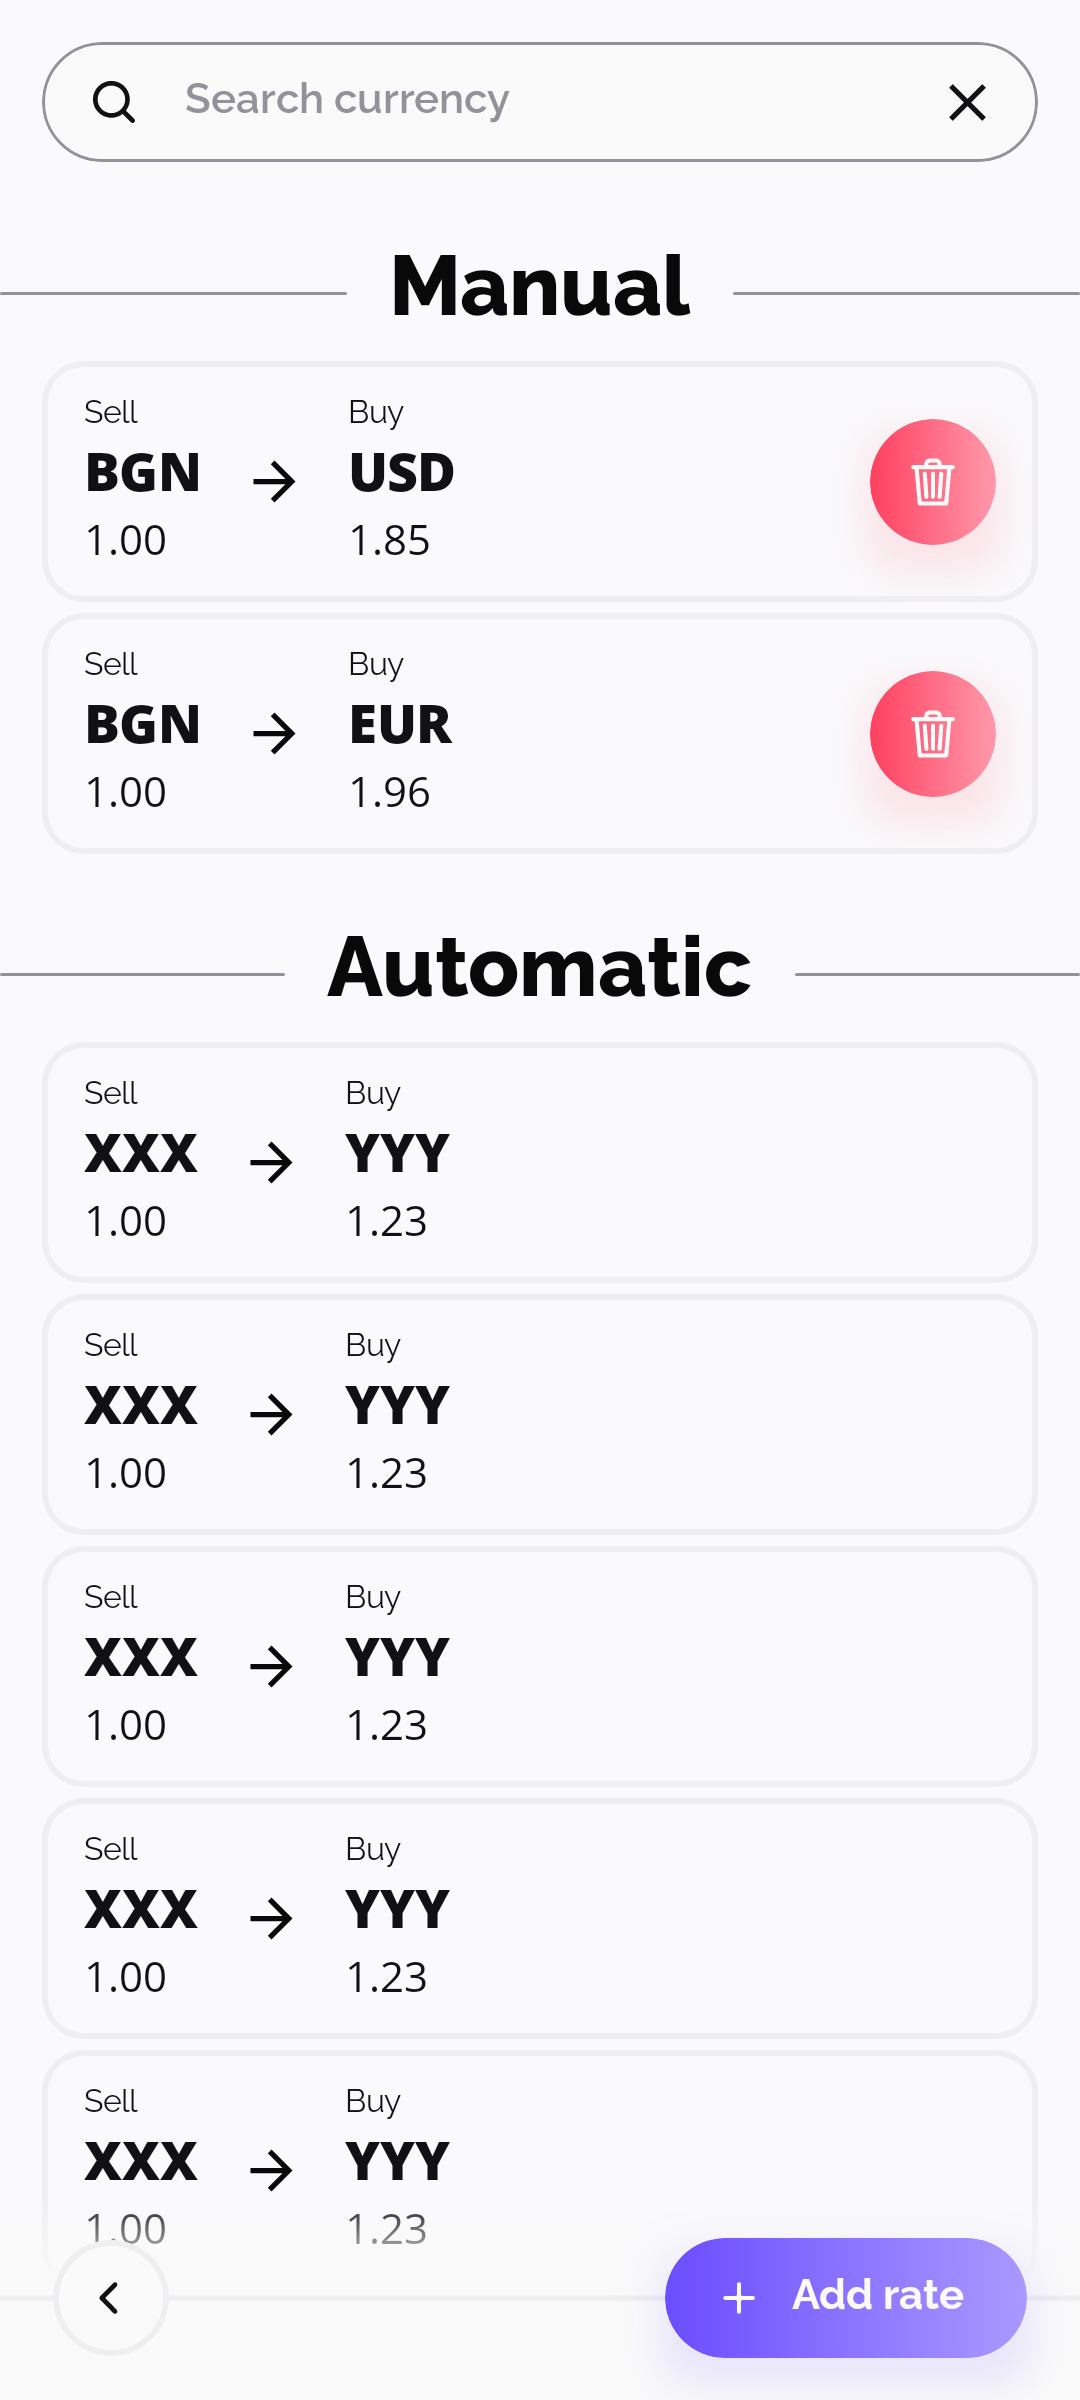 Search currency
Manual
Sell Buy
BGN USD
1.00 1.85
Sell Buy
BGN EUR
1.00 1.96
Automatic
Sell Buy
XXX YYY
1.00 1.23
Sell Buy
XXX YYY
1.00 1.23
Sell Buy
XXX YYY
1.00 1.23
Sell Buy
XXX YYY
1.00 1.23
Sell Buy
XXX YYY
1.00 1.23
Add rate